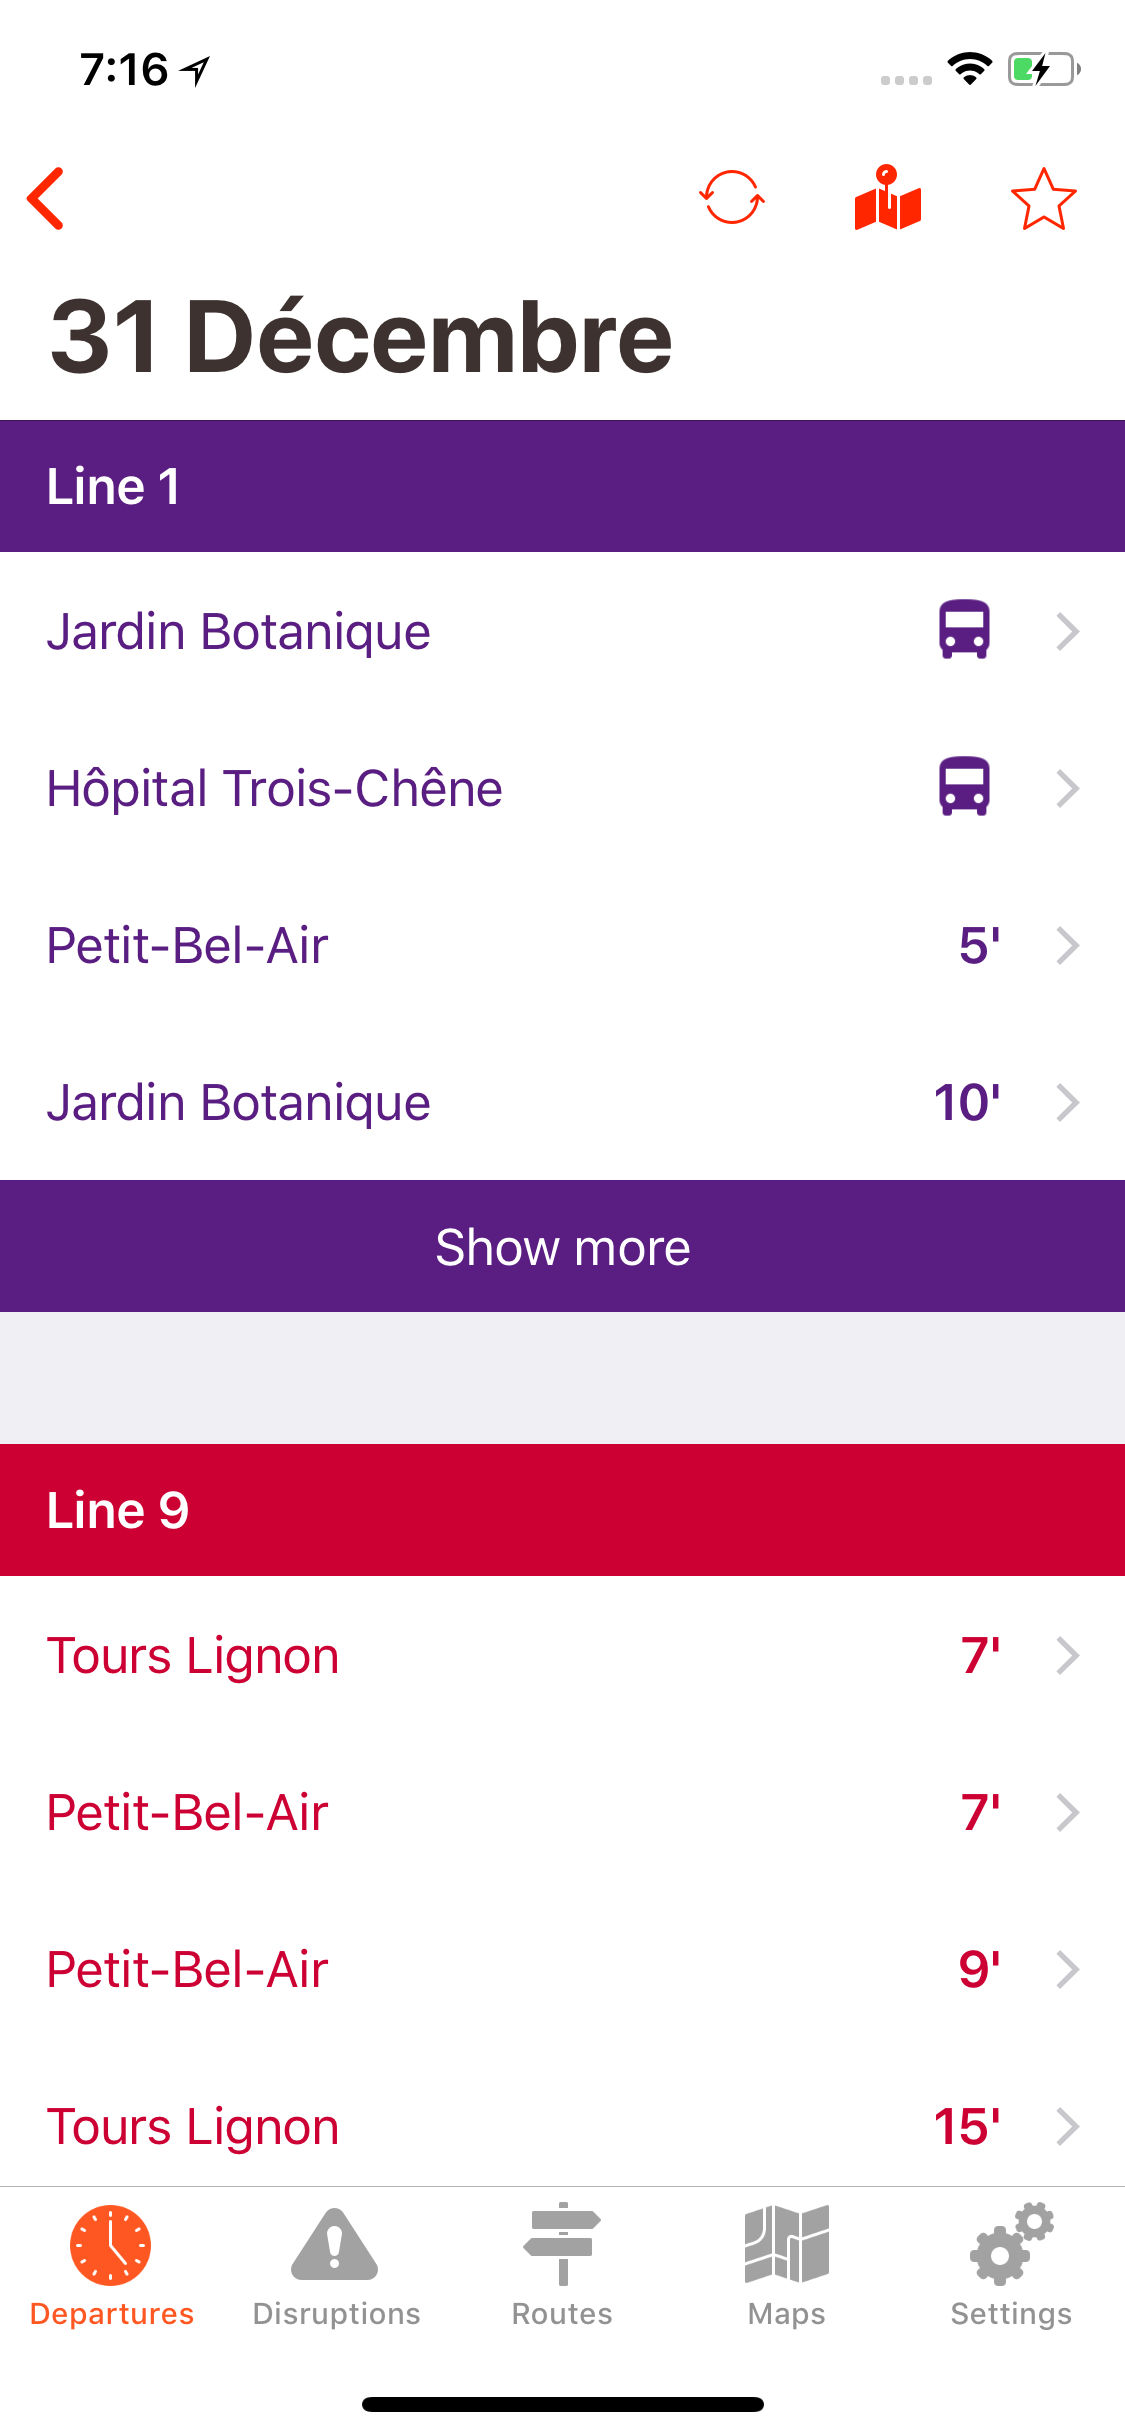 7:16
31 Décembre
Line 1
Jardin Botanique
Hôpital Trois-Chêne
Petit-Bel-Air 5'
Jardin Botanique 10'
Show more
Line 9
Tours Lignon 7'
Petit-Bel-Air 7'
Petit-Bel-Air 9'
Tours Lignon 15'
Departures Disruptions Routes Maps Settings